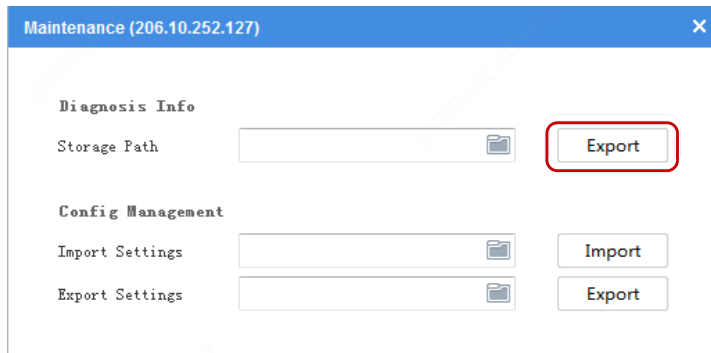 Maintenance (206.10.252.127)
Diagnosis Info
Storage Path Export
Config Management
Import Settings Import
Export Settings Export